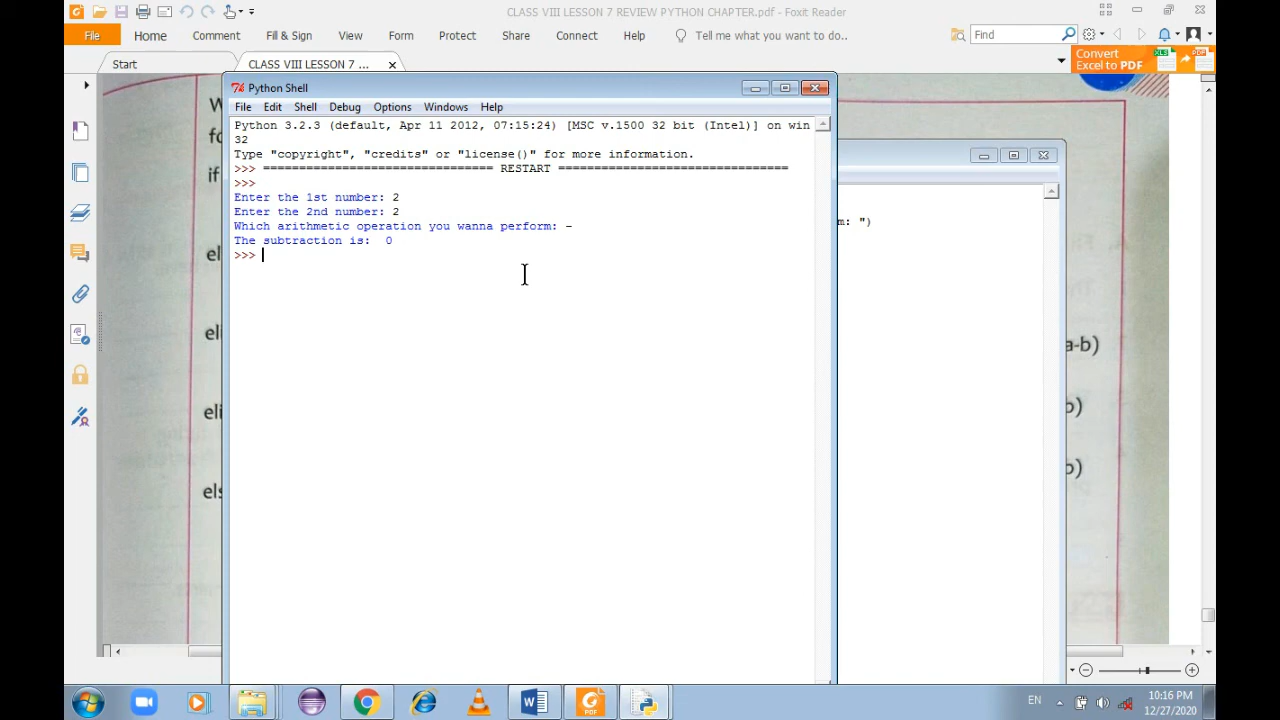 CLASS VIII LESSON 7 REVIEW PYTHON CHAPTER.pdf - Foxit Reader
File Home Comment Fill & Sign View Form Protect Share Connect Help Tell me what you want to do.. Find
Convert
Excel to PDF
Start CLASS VIII LESSON 7 ...
Python Shell
File Edit Shell Debug Options Windows Help
Python 3.2.3 (default, Apr 11 2012, 07:15:24) [MSC v.1500 32 bit (Intel)] on win
32
Type "copyright", "credits" or "license()" for more information.
>>> ================================ RESTART ================================
>>>
Enter the 1st number: 2
Enter the 2nd number: 2
Which arithmetic operation you wanna perform: -
The subtraction is:  0
>>>
m: ")
if
a-b)
b)
b)
EN
10:16 PM
12/27/2020